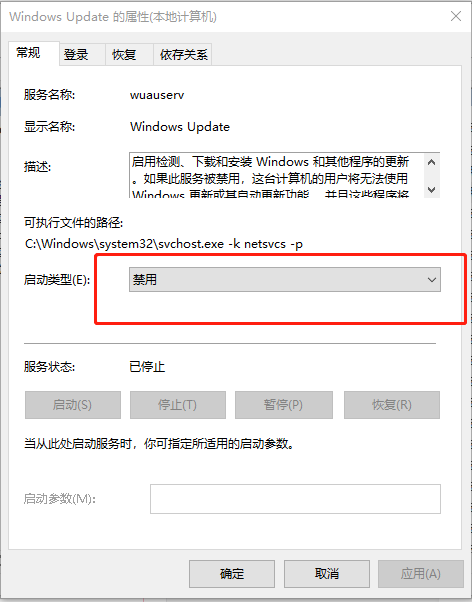 Windows Update 的属性(本地计算机)
常规 登录 恢复 依存关系
服务名称: wuauserv
显示名称: Windows Update
描述: 启用检测、下载和安装 Windows 和其他程序的更新
。如果此服务被禁用，这台计算机的用户将无法使用
Windows 更新或其自动更新功能，并且这些程序将
可执行文件的路径:
C:\Windows\system32\svchost.exe -k netsvcs -p
启动类型(E): 禁用
服务状态: 已停止
启动(S) 停止(T) 暂停(P) 恢复(R)
当从此处启动服务时，你可指定所适用的启动参数。
启动参数(M):
确定 取消 应用(A)